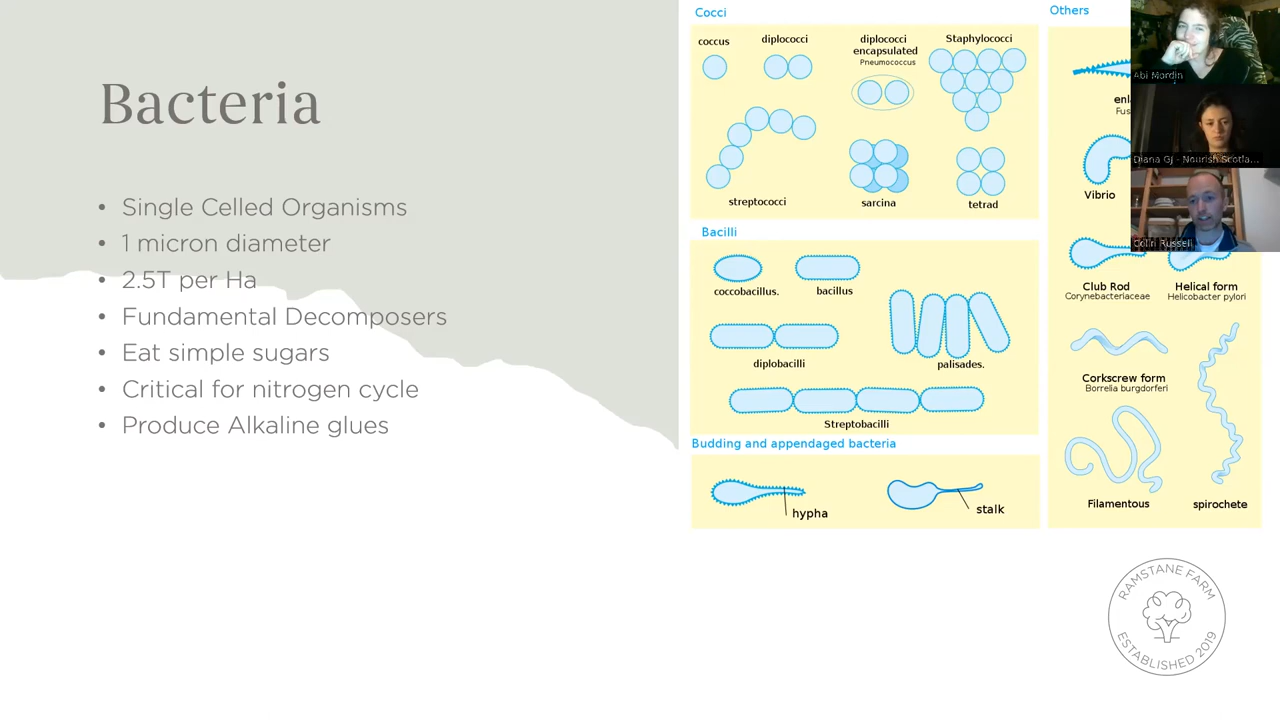 Bacteria
• Single Celled Organisms
• 1 micron diameter
• 2.5T per Ha
• Fundamental Decomposers
• Eat simple sugars
• Critical for nitrogen cycle
• Produce Alkaline glues
Cocci
coccus
diplococci
diplococci
encapsulated
Pneumococcus
Staphylococci
streptococci
sarcina
tetrad
Bacilli
coccobacillus.
bacillus
diplobacilli
palisades.
Streptobacilli
Budding and appendaged bacteria
hypha
stalk
Others
Vibrio
Club Rod
Corynebacteriaceae
Helical form
Helicobacter pylori
Corkscrew form
Borrelia burgdorferi
Filamentous
spirochete
Abi Mordin
Diana GJ - Nourish Scotla...
Colin Russell
RAMSTANE FARM
ESTABLISHED 2019